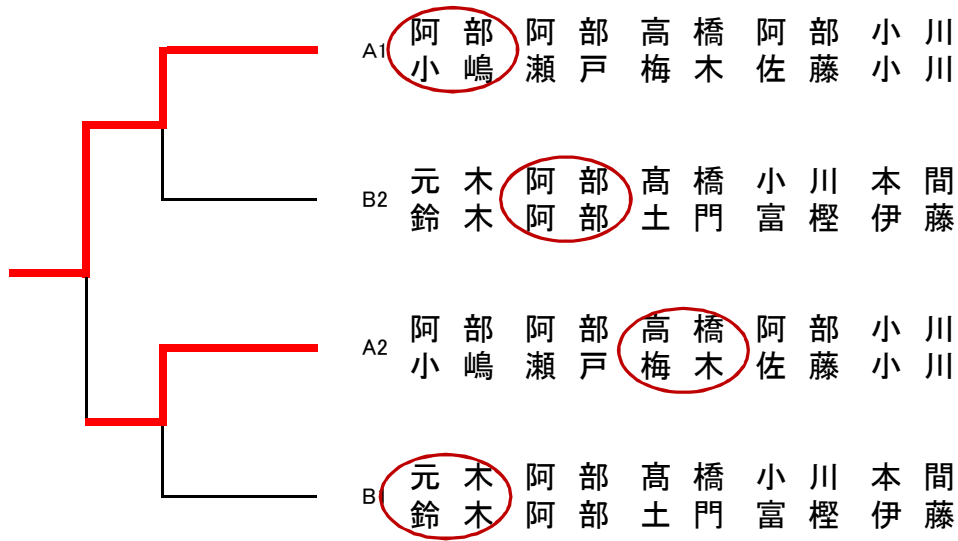 A1 阿部 阿部 高橋 阿部 小川
小嶋 瀬戸 梅木 佐藤 小川
B2 元木 阿部 髙橋 小川 本間
鈴木 阿部 土門 富樫 伊藤
A2 阿部 阿部 高橋 阿部 小川
小嶋 瀬戸 梅木 佐藤 小川
B1 元木 阿部 髙橋 小川 本間
鈴木 阿部 土門 富樫 伊藤